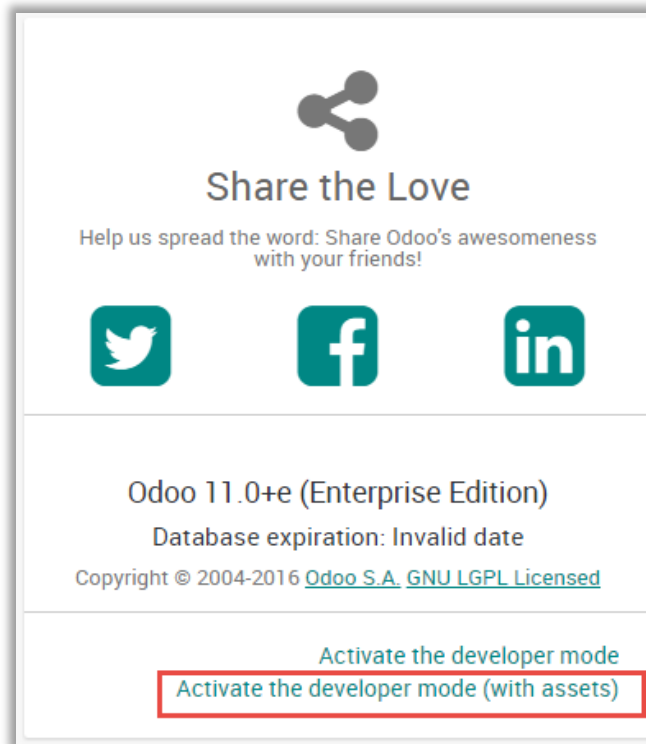 Share the Love
Help us spread the word: Share Odoo's awesomeness
with your friends!
in
Odoo 11.0+e (Enterprise Edition)
Database expiration: Invalid date
Copyright © 2004-2016 Odoo S.A. GNU LGPL Licensed
Activate the developer mode
Activate the developer mode (with assets)